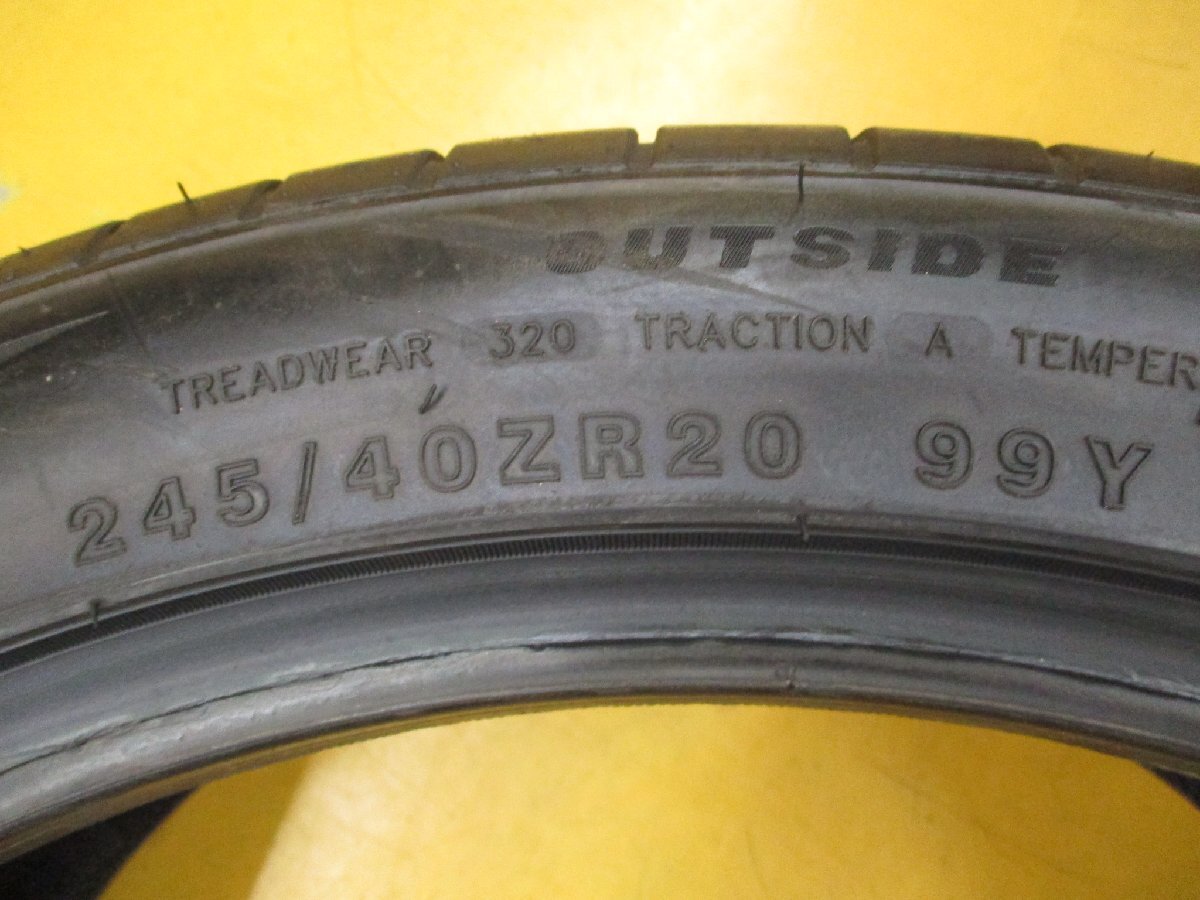 OUTSIDE
TREADWEAR 320 TRACTION A TEMPER
245/40ZR20 99Y